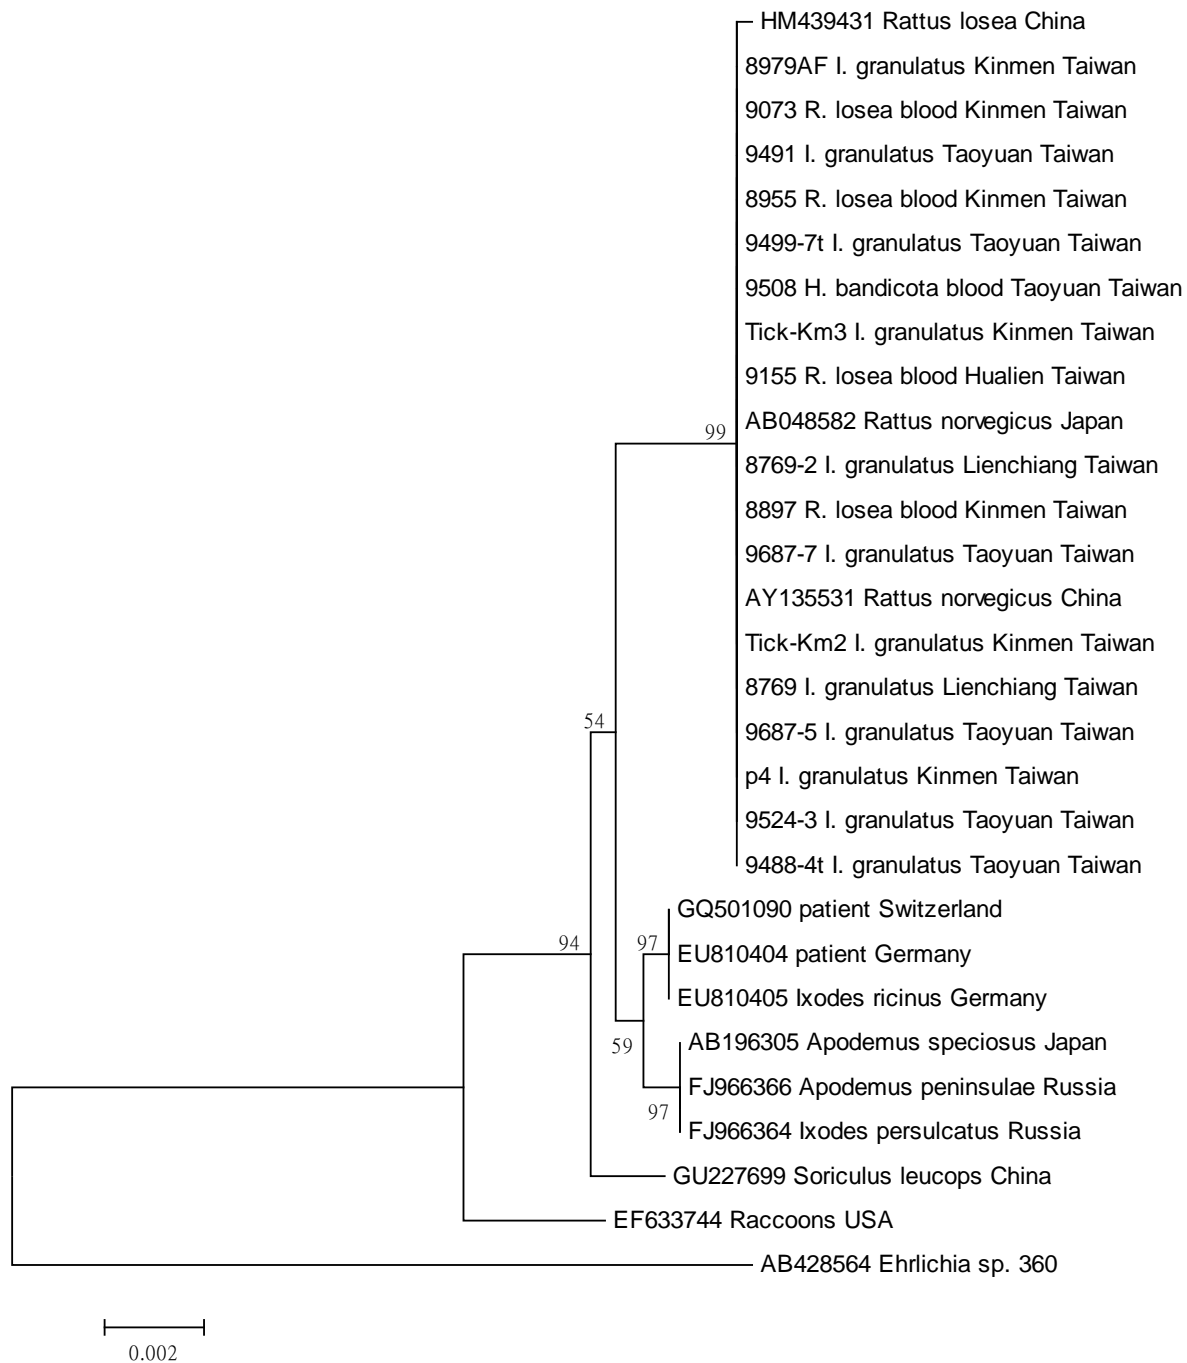 HM439431 Rattus losea China
8979AF I. granulatus Kinmen Taiwan
9073 R. losea blood Kinmen Taiwan
9491 I. granulatus Taoyuan Taiwan
8955 R. losea blood Kinmen Taiwan
9499-7t I. granulatus Taoyuan Taiwan
9508 H. bandicota blood Taoyuan Taiwan
Tick-Km3 I. granulatus Kinmen Taiwan
9155 R. losea blood Hualien Taiwan
AB048582 Rattus norvegicus Japan
99
8769-2 I. granulatus Lienchiang Taiwan
8897 R. losea blood Kinmen Taiwan
9687-7 I. granulatus Taoyuan Taiwan
AY135531 Rattus norvegicus China
Tick-Km2 I. granulatus Kinmen Taiwan
8769 I. granulatus Lienchiang Taiwan
54
9687-5 I. granulatus Taoyuan Taiwan
p4 I. granulatus Kinmen Taiwan
9524-3 I. granulatus Taoyuan Taiwan
9488-4t I. granulatus Taoyuan Taiwan
GQ501090 patient Switzerland
94
97
EU810404 patient Germany
EU810405 Ixodes ricinus Germany
59
AB196305 Apodemus speciosus Japan
FJ966366 Apodemus peninsulae Russia
97
FJ966364 Ixodes persulcatus Russia
GU227699 Soriculus leucops China
EF633744 Raccoons USA
AB428564 Ehrlichia sp. 360
0.002